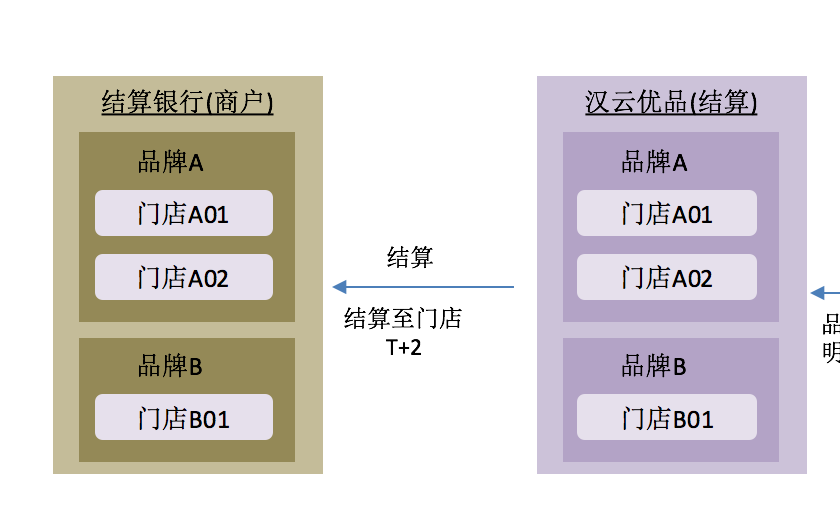 结算银行(商户)
品牌A
门店A01
门店A02
品牌B
门店B01
结算
结算至门店
T+2
汉云优品(结算)
品牌A
门店A01
门店A02
品牌B
门店B01
品
明